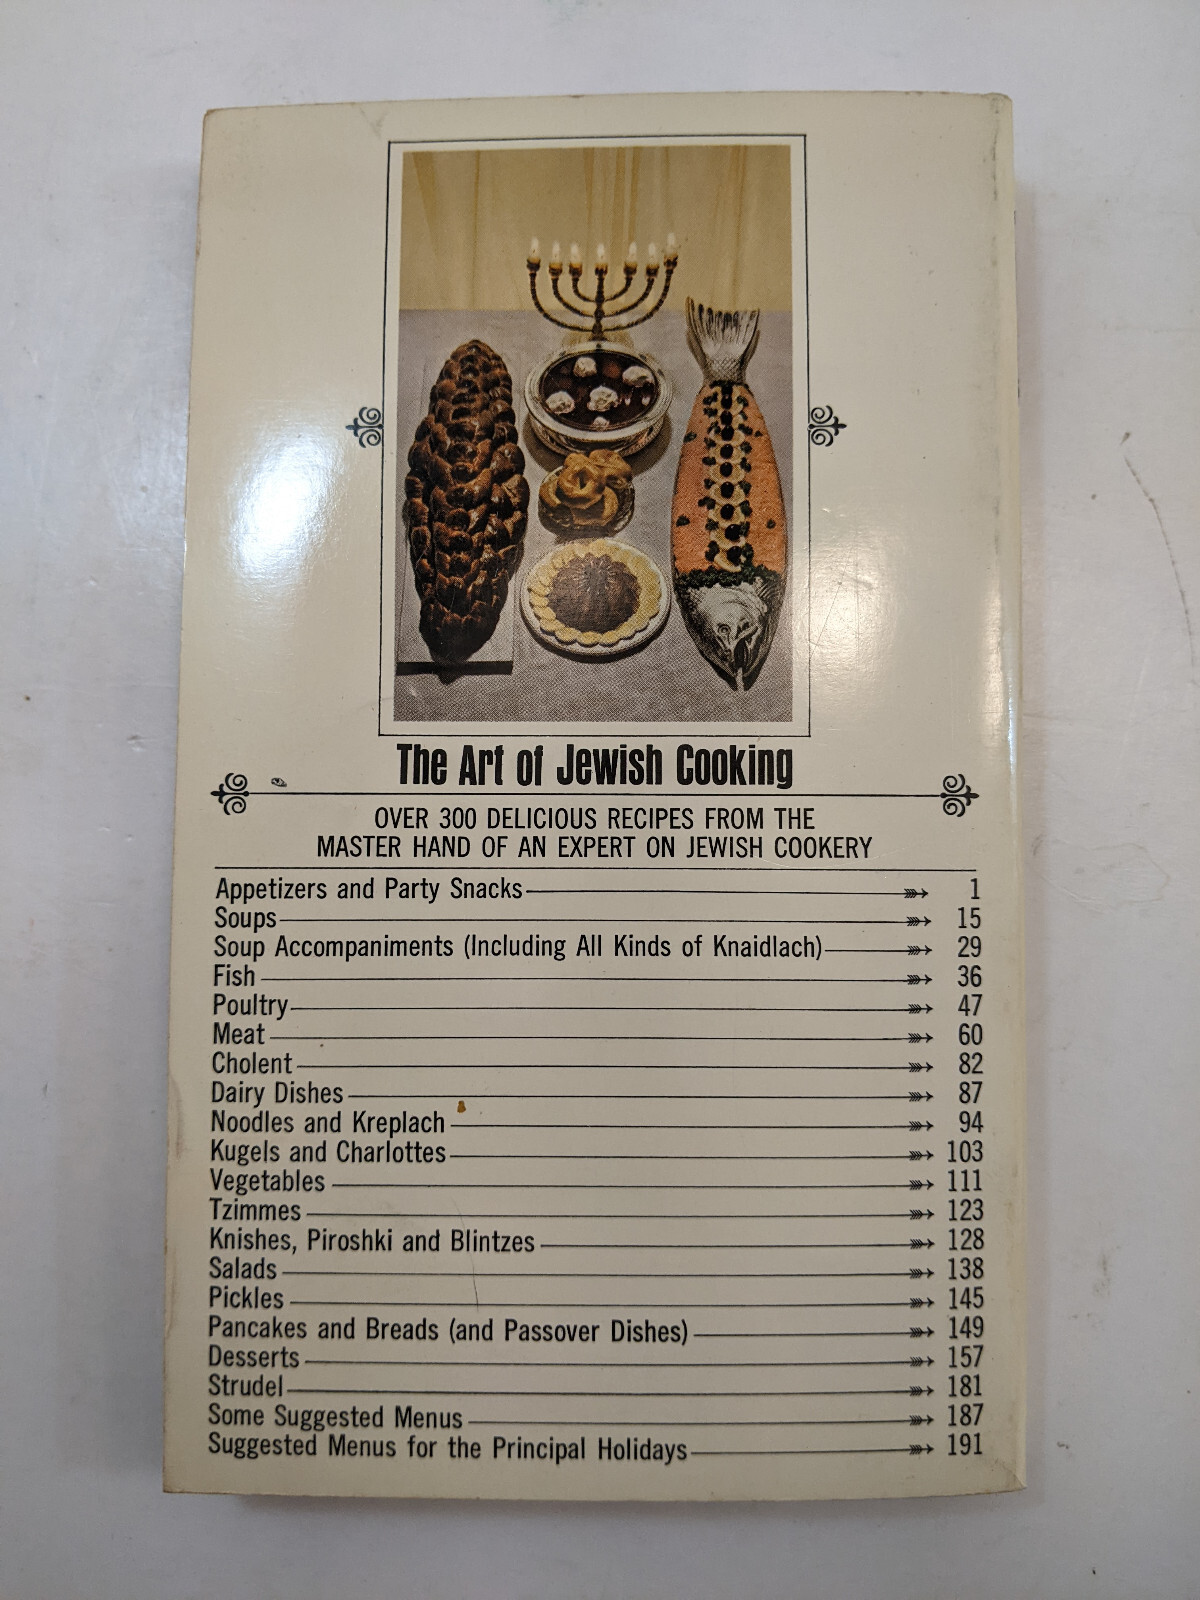 The Art of Jewish Cooking
OVER 300 DELICIOUS RECIPES FROM THE
MASTER HAND OF AN EXPERT ON JEWISH COOKERY
Appetizers and Party Snacks 1
Soups 15
Soup Accompaniments (Including All Kinds of Knaidlach) 29
Fish 36
Poultry 47
Meat 60
Cholent 82
Dairy Dishes 87
Noodles and Kreplach 94
Kugels and Charlottes 103
Vegetables 111
Tzimmes 123
Knishes, Piroshki and Blintzes 128
Salads 138
Pickles 145
Pancakes and Breads (and Passover Dishes) 149
Desserts 157
Strudel 181
Some Suggested Menus 187
Suggested Menus for the Principal Holidays 191